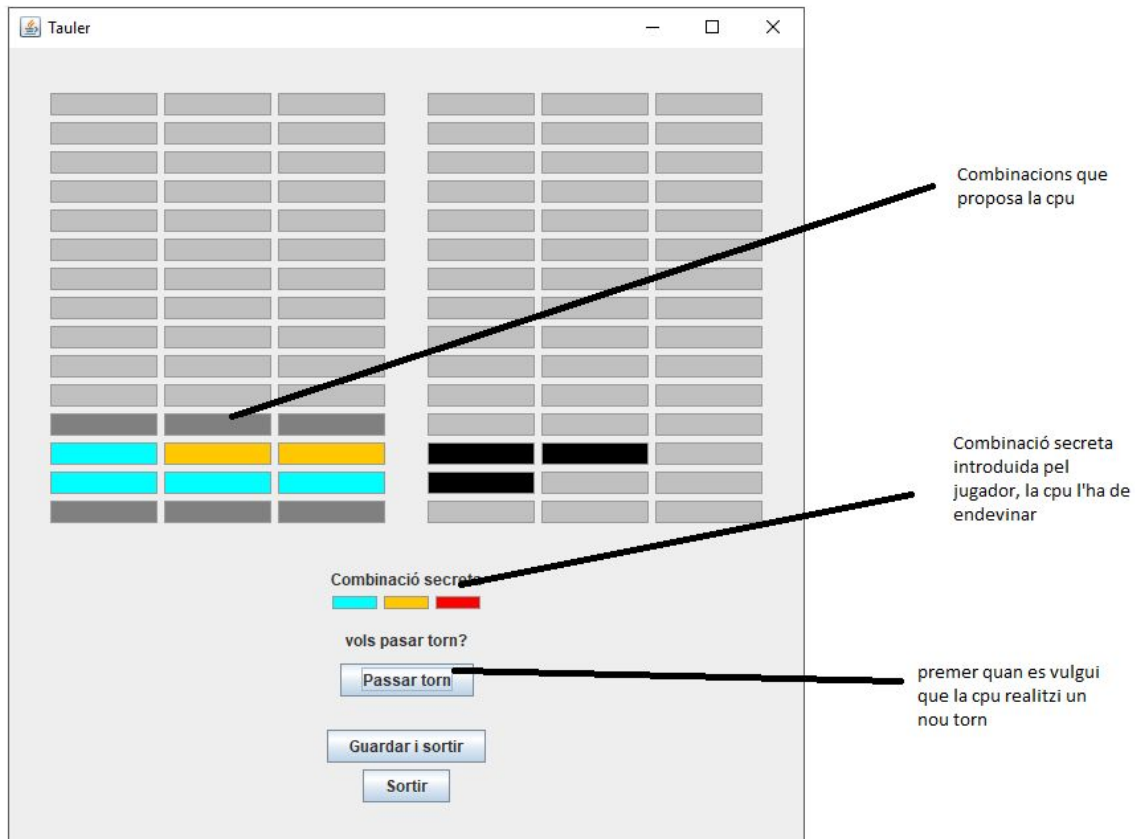 Tauler
Combinacions que
proposa la cpu
Combinació secreta
introduida pel
jugador, la cpu l'ha de
endevinar
Combinació secreta
vols pasar torn?
Passar torn
premer quan es vulgui
que la cpu realitzi un
nou torn
Guardar i sortir
Sortir